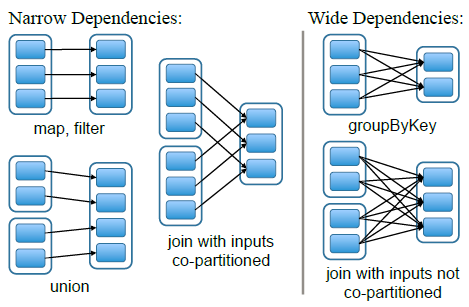 Narrow Dependencies:
map, filter
union
join with inputs
co-partitioned
Wide Dependencies:
groupByKey
join with inputs not
co-partitioned